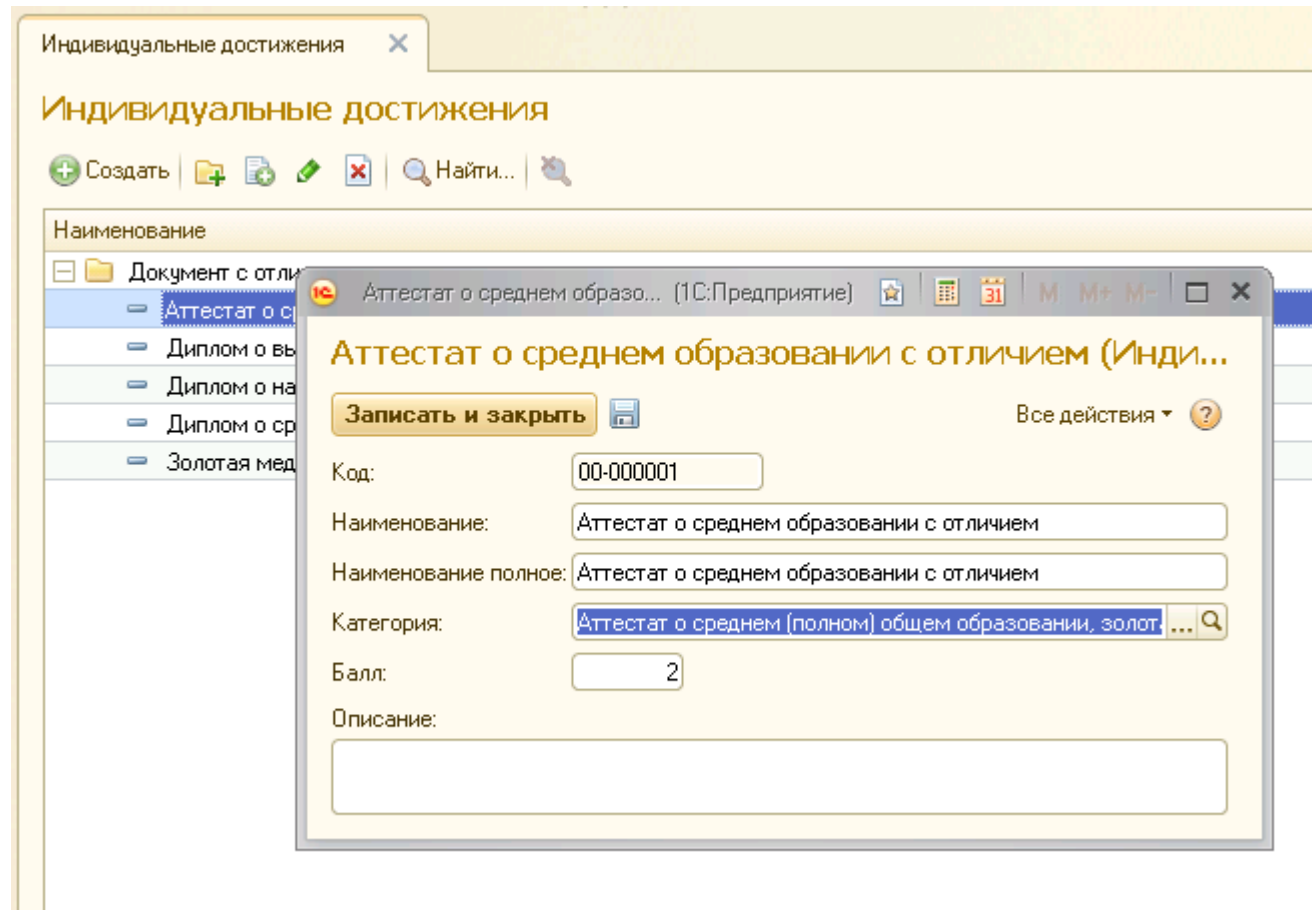 Индивидуальные достижения
Индивидуальные достижения
Создать Найти...
Наименование
Документ с отли
Аттестат о с
Диплом о вы
Диплом о на
Диплом о ср
Золотая мед
Аттестат о среднем образо... (1С:Предприятие) 31 M M+ M-
Аттестат о среднем образовании с отличием (Инди...
Записать и закрыть Все действия ?
Код: 00-000001
Наименование: Аттестат о среднем образовании с отличием
Наименование полное: Аттестат о среднем образовании с отличием
Категория: Аттестат о среднем (полном) общем образовании, золот ...
Балл: 2
Описание: